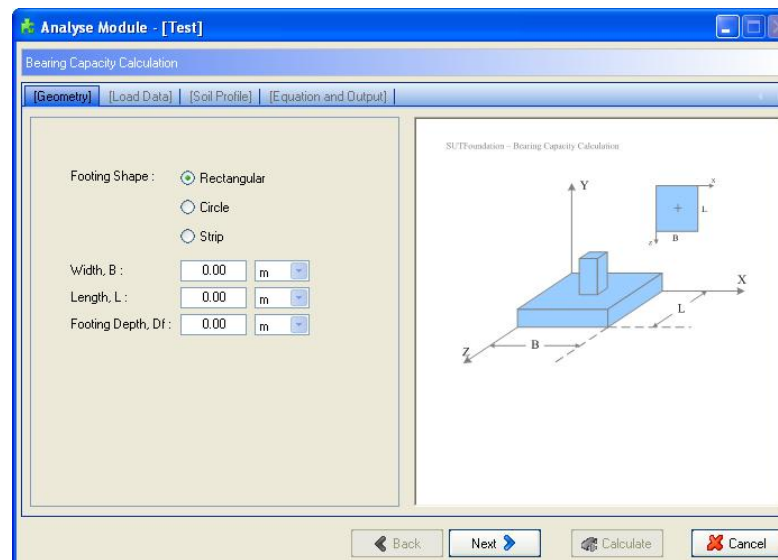 Analyse Module - [Test]
Bearing Capacity Calculation
[Geometry] [Load Data] [Soil Profile] [Equation and Output]
Footing Shape :
Rectangular
Circle
Strip
Width, B : 0.00 m
Length, L : 0.00 m
Footing Depth, Df : 0.00 m
SUTFoundation - Bearing Capacity Calculation
Y
x
L
z
B
X
L
B
Z
Back Next Calculate Cancel